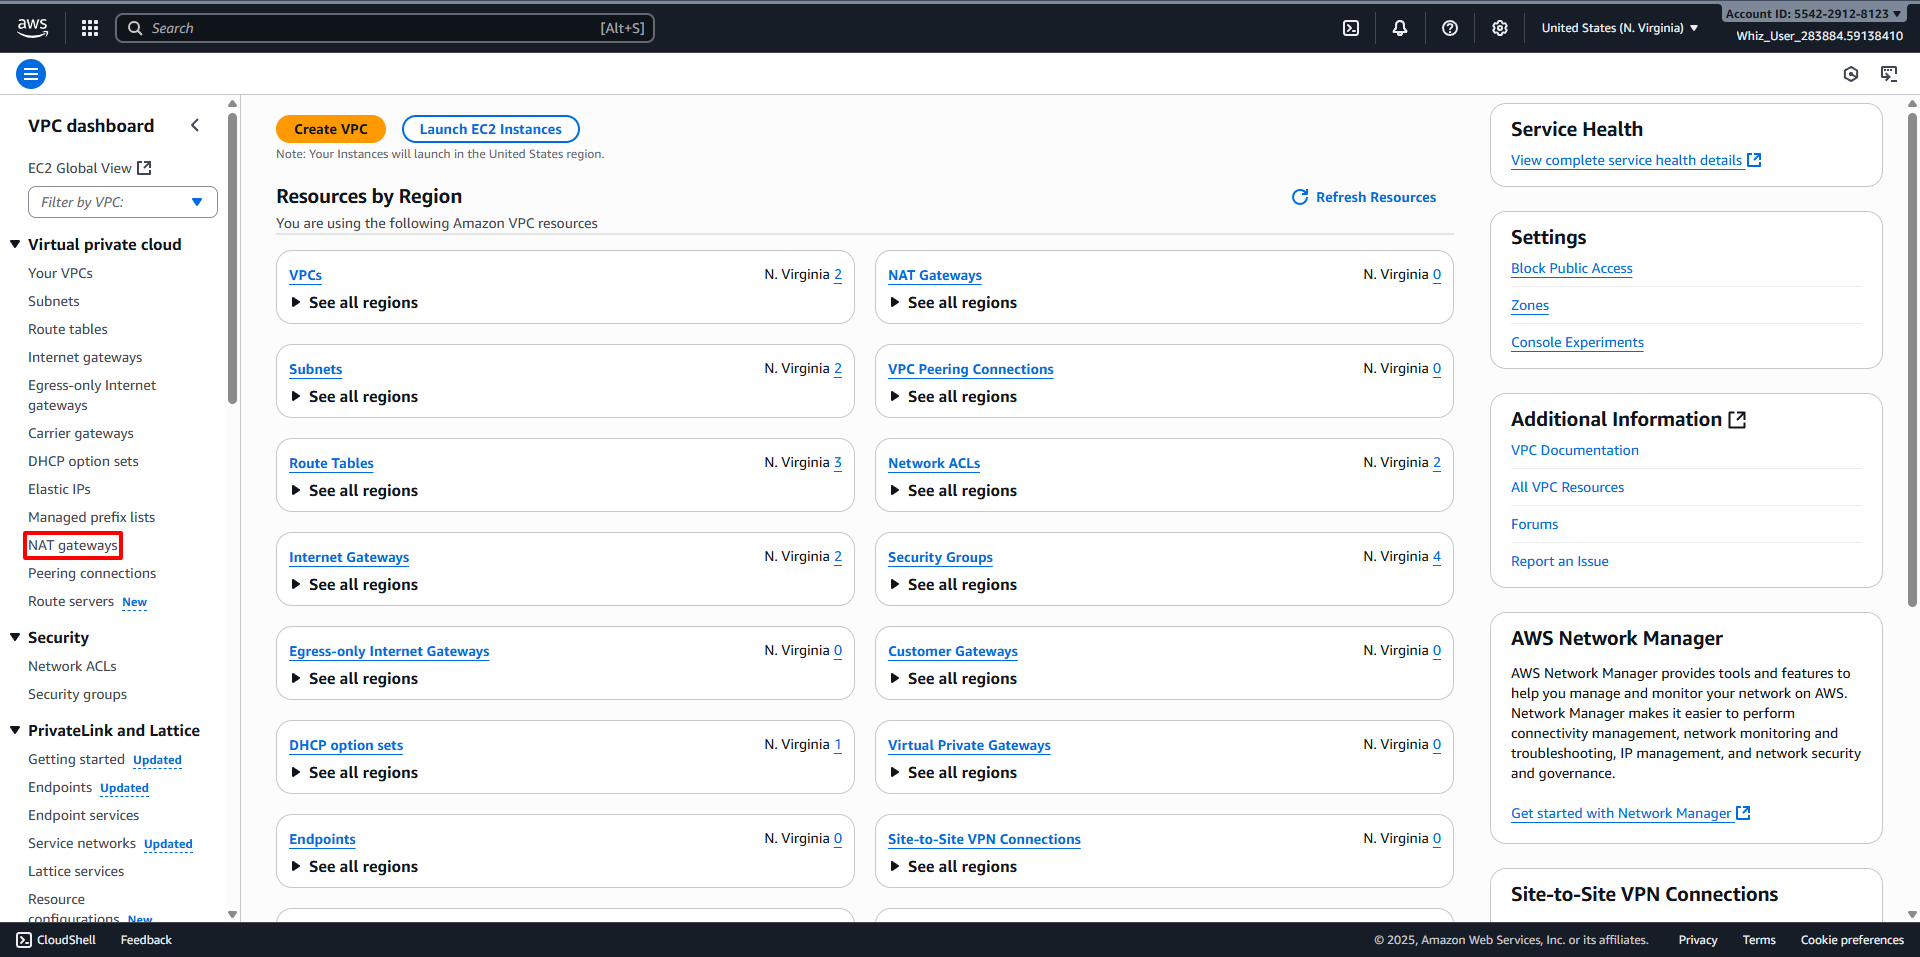 aws
Search [Alt+S]
United States (N. Virginia)
Account ID: 5542-2912-8123
Whiz_User_283884.59138410
VPC dashboard
EC2 Global View
Filter by VPC:
Virtual private cloud
Your VPCs
Subnets
Route tables
Internet gateways
Egress-only Internet
gateways
Carrier gateways
DHCP option sets
Elastic IPs
Managed prefix lists
NAT gateways
Peering connections
Route servers New
Security
Network ACLs
Security groups
PrivateLink and Lattice
Getting started Updated
Endpoints Updated
Endpoint services
Service networks Updated
Lattice services
Resource
configurations New
Create VPC
Launch EC2 Instances
Note: Your Instances will launch in the United States region.
Resources by Region
Refresh Resources
You are using the following Amazon VPC resources
VPCs N. Virginia 2
See all regions
NAT Gateways N. Virginia 0
See all regions
Subnets N. Virginia 2
See all regions
VPC Peering Connections N. Virginia 0
See all regions
Route Tables N. Virginia 3
See all regions
Network ACLs N. Virginia 2
See all regions
Internet Gateways N. Virginia 2
See all regions
Security Groups N. Virginia 4
See all regions
Egress-only Internet Gateways N. Virginia 0
See all regions
Customer Gateways N. Virginia 0
See all regions
DHCP option sets N. Virginia 1
See all regions
Virtual Private Gateways N. Virginia 0
See all regions
Endpoints N. Virginia 0
See all regions
Site-to-Site VPN Connections N. Virginia 0
See all regions
Service Health
View complete service health details
Settings
Block Public Access
Zones
Console Experiments
Additional Information
VPC Documentation
All VPC Resources
Forums
Report an Issue
AWS Network Manager
AWS Network Manager provides tools and features to
help you manage and monitor your network on AWS.
Network Manager makes it easier to perform
connectivity management, network monitoring and
troubleshooting, IP management, and network security
and governance.
Get started with Network Manager
Site-to-Site VPN Connections
CloudShell
Feedback
© 2025, Amazon Web Services, Inc. or its affiliates.
Privacy
Terms
Cookie preferences